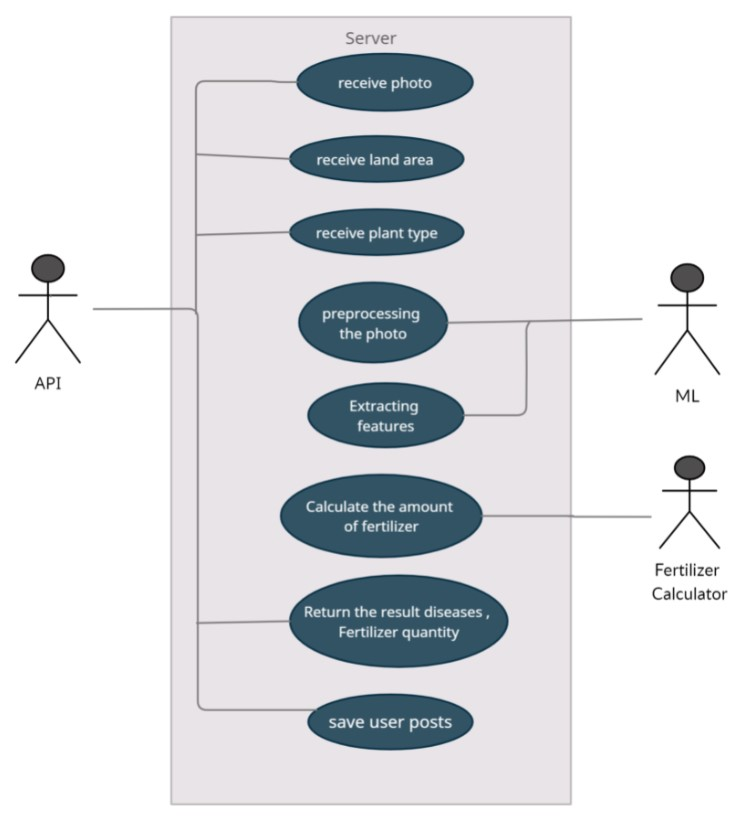 Server
receive photo
receive land area
receive plant type
preprocessing
the photo
Extracting
features
Calculate the amount
of fertilizer
Return the result diseases ,
Fertilizer quantity
save user posts
API
ML
Fertilizer
Calculator